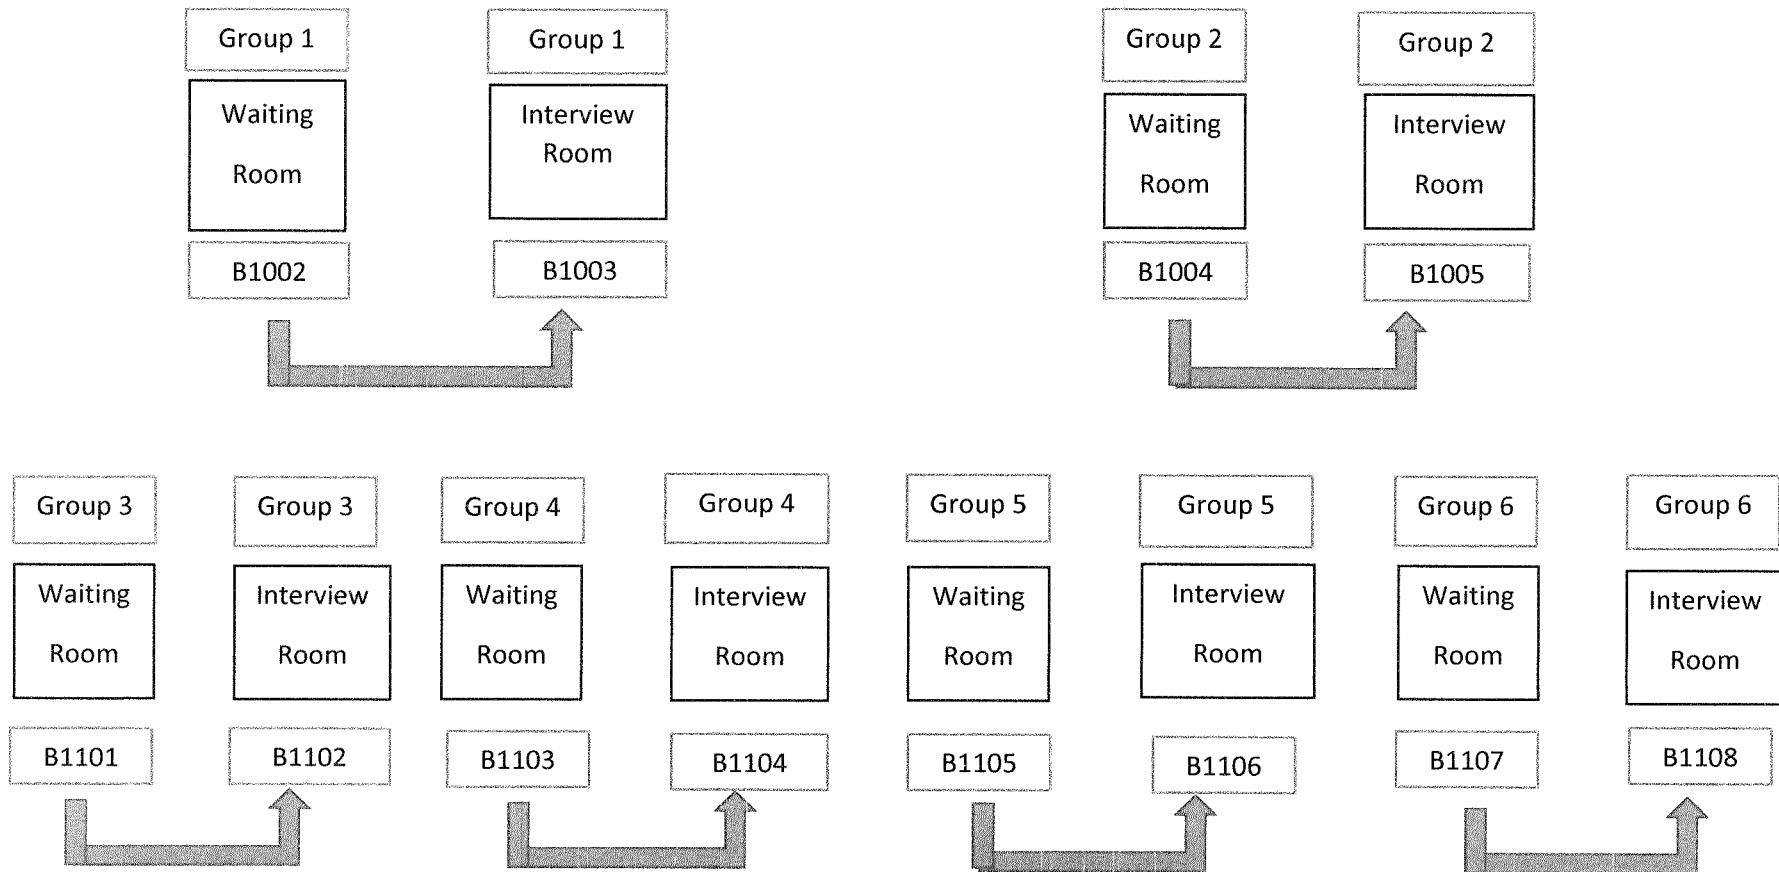 Group 1
Group 1
Group 2
Group 2
Waiting
Room
Interview
Room
Waiting
Room
Interview
Room
B1002
B1003
B1004
B1005
Group 3
Group 3
Group 4
Group 4
Group 5
Group 5
Group 6
Group 6
Waiting
Room
Interview
Room
Waiting
Room
Interview
Room
Waiting
Room
Interview
Room
Waiting
Room
Interview
Room
B1101
B1102
B1103
B1104
B1105
B1106
B1107
B1108